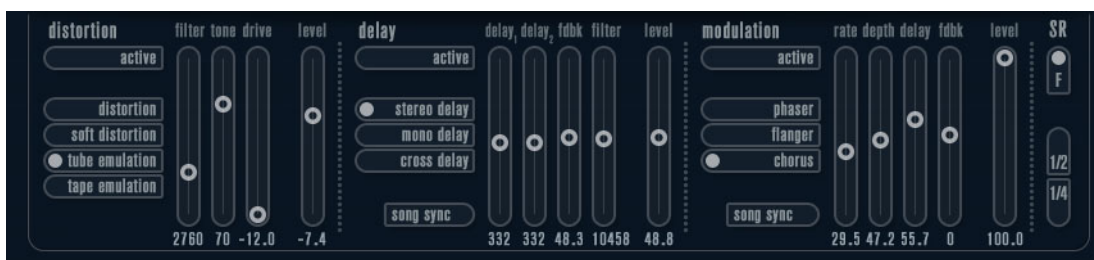 distortion filter tone drive level delay delay1 delay2 fdbk filter level modulation rate depth delay fdbk level SR
active active active
F
distortion stereo delay phaser
soft distortion mono delay flanger
tube emulation cross delay chorus 1/2
tape emulation 1/4
song sync song sync
2760 70 -12.0 -7.4 332 332 48.3 10458 48.8 29.5 47.2 55.7 0 100.0